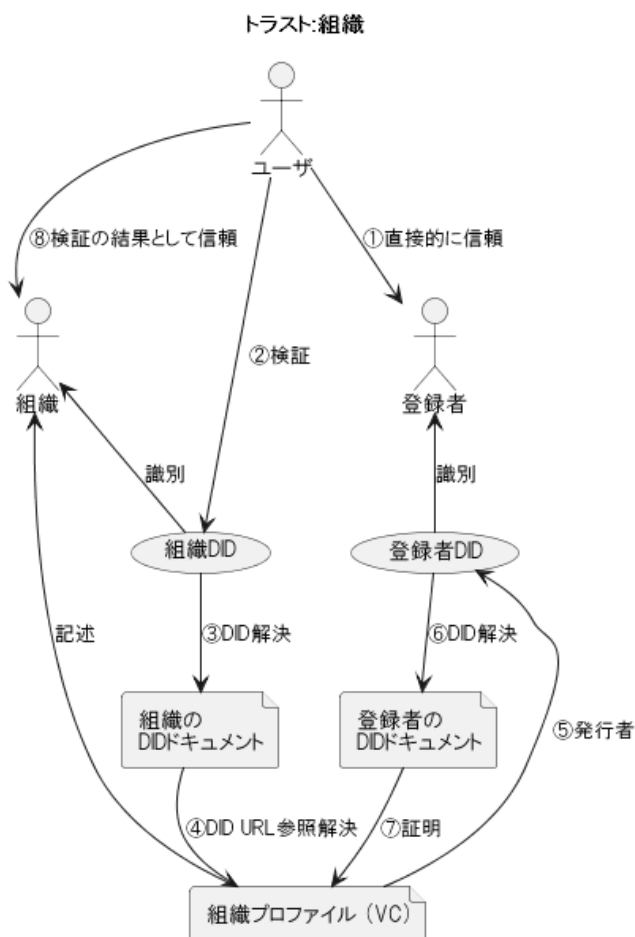 トラスト:組織
ユーザ
⑧検証の結果として信頼
①直接的に信頼
②検証
組織
登録者
識別
識別
組織DID
登録者DID
記述
③DID解決
⑥DID解決
組織の
DIDドキュメント
登録者の
DIDドキュメント
⑤発行者
④DID URL参照解決
⑦証明
組織プロファイル（VC）